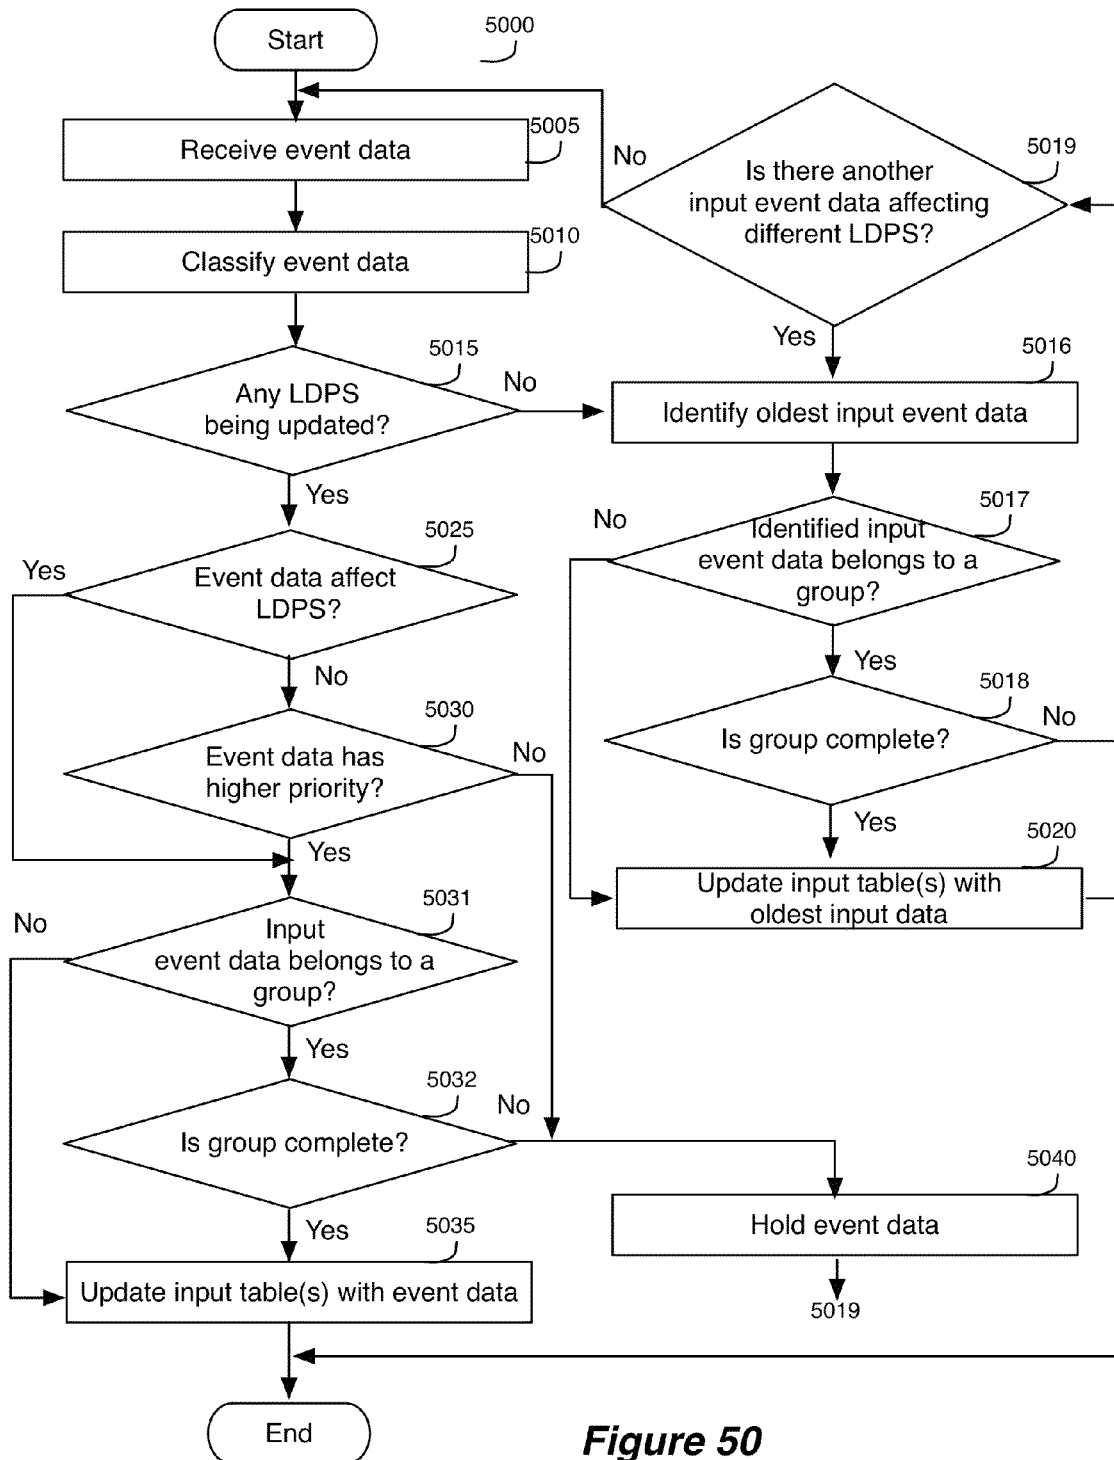 Start
5000
5005
Receive event data
5010
Classify event data
5015
Any LDPS
being updated?
No
Yes
5025
Yes
Event data affect
LDPS?
No
5030
Event data has
higher priority?
No
Yes
5031
No
Input
event data belongs to a
group?
Yes
5032
No
Is group complete?
Yes
5035
Update input table(s) with event data
End
No
5019
Is there another
input event data affecting
different LDPS?
Yes
5016
Identify oldest input event data
5017
No
Identified input
event data belongs to a
group?
Yes
5018
No
Is group complete?
Yes
5020
Update input table(s) with
oldest input data
5040
Hold event data
5019
Figure 50